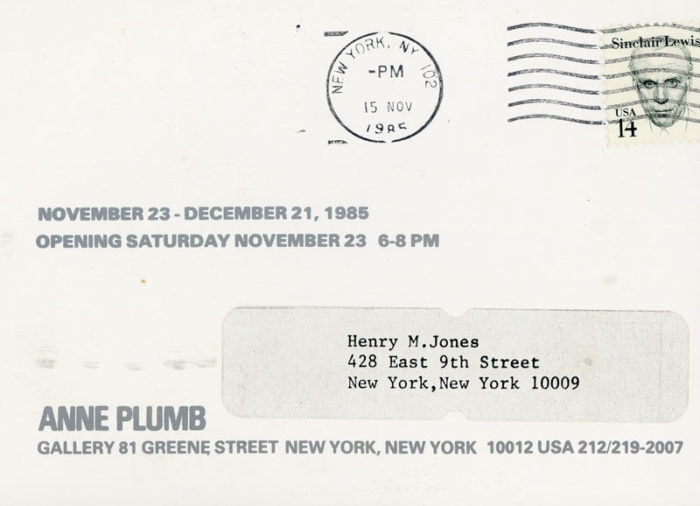 NEW YORK, NY 102
-PM
15 NOV
1985
Sinclair Lewis
USA
14
NOVEMBER 23 - DECEMBER 21, 1985
OPENING SATURDAY NOVEMBER 23 6-8 PM
Henry M.Jones
428 East 9th Street
New York,New York 10009
ANNE PLUMB
GALLERY 81 GREENE STREET NEW YORK, NEW YORK 10012 USA 212/219-2007